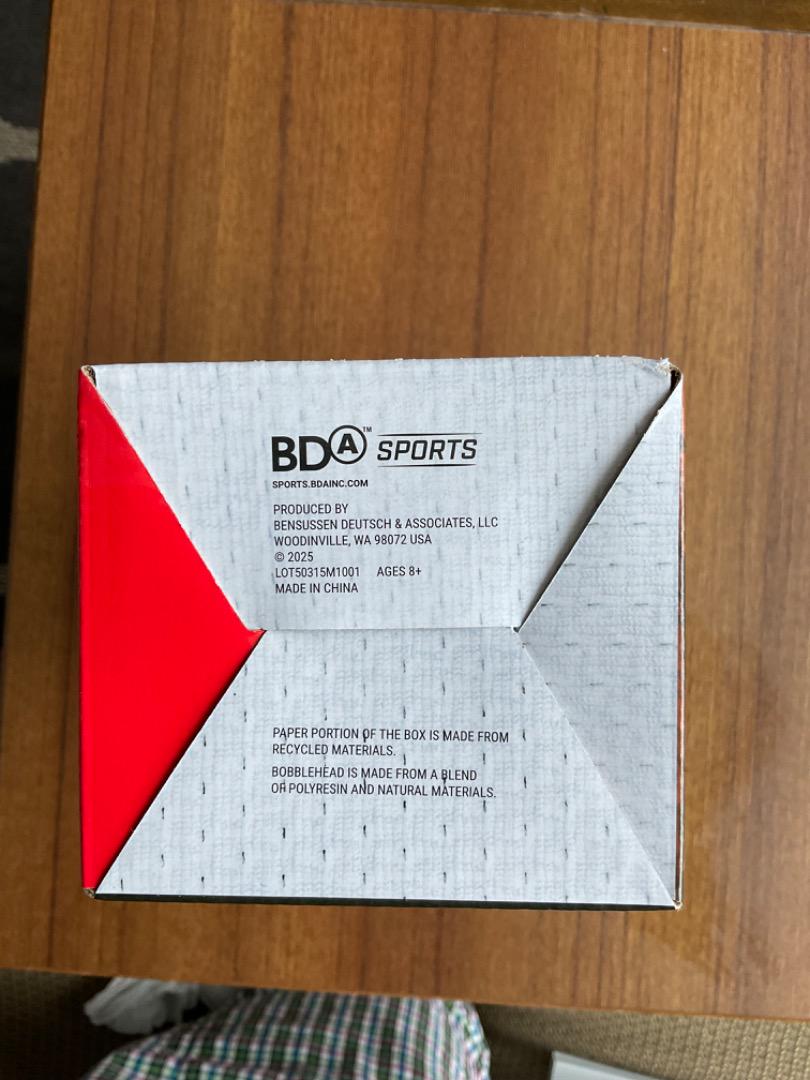 BDA™ SPORTS
SPORTS.BDAINC.COM
PRODUCED BY
BENSUSSEN DEUTSCH & ASSOCIATES, LLC
WOODINVILLE, WA 98072 USA
© 2025
LOT50315M1001 AGES 8+
MADE IN CHINA
PAPER PORTION OF THE BOX IS MADE FROM
RECYCLED MATERIALS.
BOBBLEHEAD IS MADE FROM A BLEND
OF POLYRESIN AND NATURAL MATERIALS.